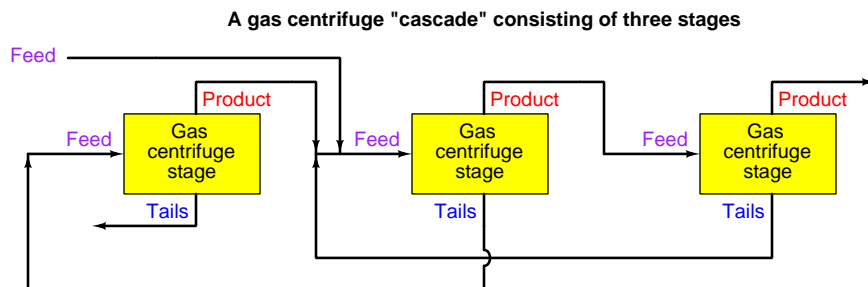 A gas centrifuge "cascade" consisting of three stages
Feed
Product
Product
Product
Feed
Gas
centrifuge
stage
Feed
Gas
centrifuge
stage
Feed
Gas
centrifuge
stage
Tails
Tails
Tails